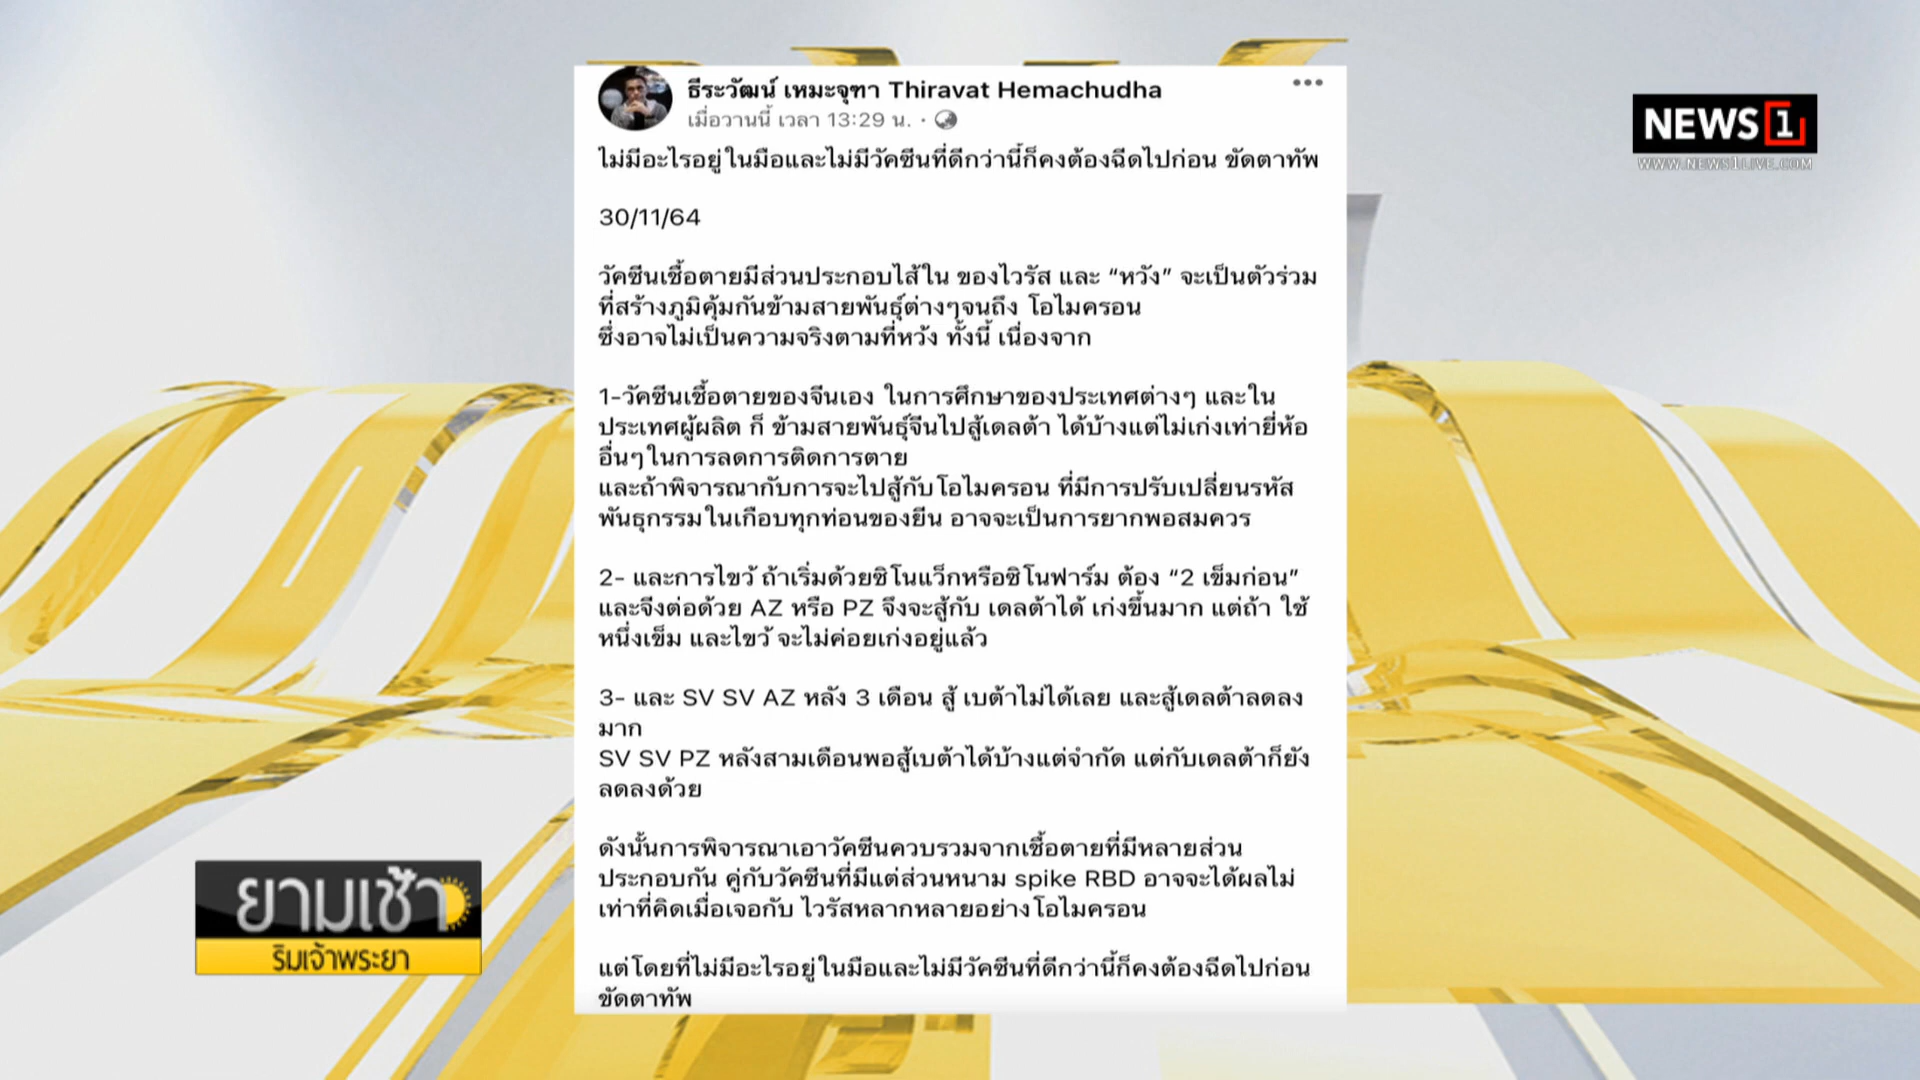 ธีระวัฒน์ เหมะจุฑา Thiravat Hemachudha
เมื่อวานนี้ เวลา 13:29 น. ·
ไม่มีอะไรอยู่ในมือและไม่มีวัคซีนที่ดีกว่านี้ก็คงต้องฉีดไปก่อน ขัดตาทัพ
30/11/64
วัคซีนเชื้อตายมีส่วนประกอบไส้ใน ของไวรัส และ “หวัง” จะเป็นตัวร่วม
ที่สร้างภูมิคุ้มกันข้ามสายพันธุ์ต่างๆจนถึง โอไมครอน
ซึ่งอาจไม่เป็นความจริงตามที่หวัง ทั้งนี้ เนื่องจาก
1-วัคซีนเชื้อตายของจีนเอง ในการศึกษาของประเทศต่างๆ และใน
ประเทศผู้ผลิต ก็ ข้ามสายพันธุ์จีนไปสู้เดลต้า ได้บ้างแต่ไม่เก่งเท่ายี่ห้อ
อื่นๆในการลดการติดการตาย
และถ้าพิจารณากับการจะไปสู้กับโอไมครอน ที่มีการปรับเปลี่ยนรหัส
พันธุกรรมในเกือบทุกท่อนของยีน อาจจะเป็นการยากพอสมควร
2- และการไขว้ ถ้าเริ่มด้วยซิโนแว็กหรือซิโนฟาร์ม ต้อง “2 เข็มก่อน”
และจึงต่อด้วย AZ หรือ PZ จึงจะสู้กับ เดลต้าได้ เก่งขึ้นมาก แต่ถ้า ใช้
หนึ่งเข็ม และไขว้ จะไม่ค่อยเก่งอยู่แล้ว
3- และ SV SV AZ หลัง 3 เดือน สู้ เบต้าไม่ได้เลย และสู้เดลต้าลดลง
มาก
SV SV PZ หลังสามเดือนพอสู้เบต้าได้บ้างแต่จำกัด แต่กับเดลต้าก็ยัง
ลดลงด้วย
ดังนั้นการพิจารณาเอาวัคซีนควบรวมจากเชื้อตายที่มีหลายส่วน
ประกอบกัน คู่กับวัคซีนที่มีแต่ส่วนหนาม spike RBD อาจจะได้ผลไม่
เท่าที่คิดเมื่อเจอกับ ไวรัสหลากหลายอย่างโอไมครอน
แต่โดยที่ไม่มีอะไรอยู่ในมือและไม่มีวัคซีนที่ดีกว่านี้ก็คงต้องฉีดไปก่อน
ขัดตาทัพ
NEWS 1
WWW.NEWS1LIVE.COM
ยามเช้า
ริมเจ้าพระยา